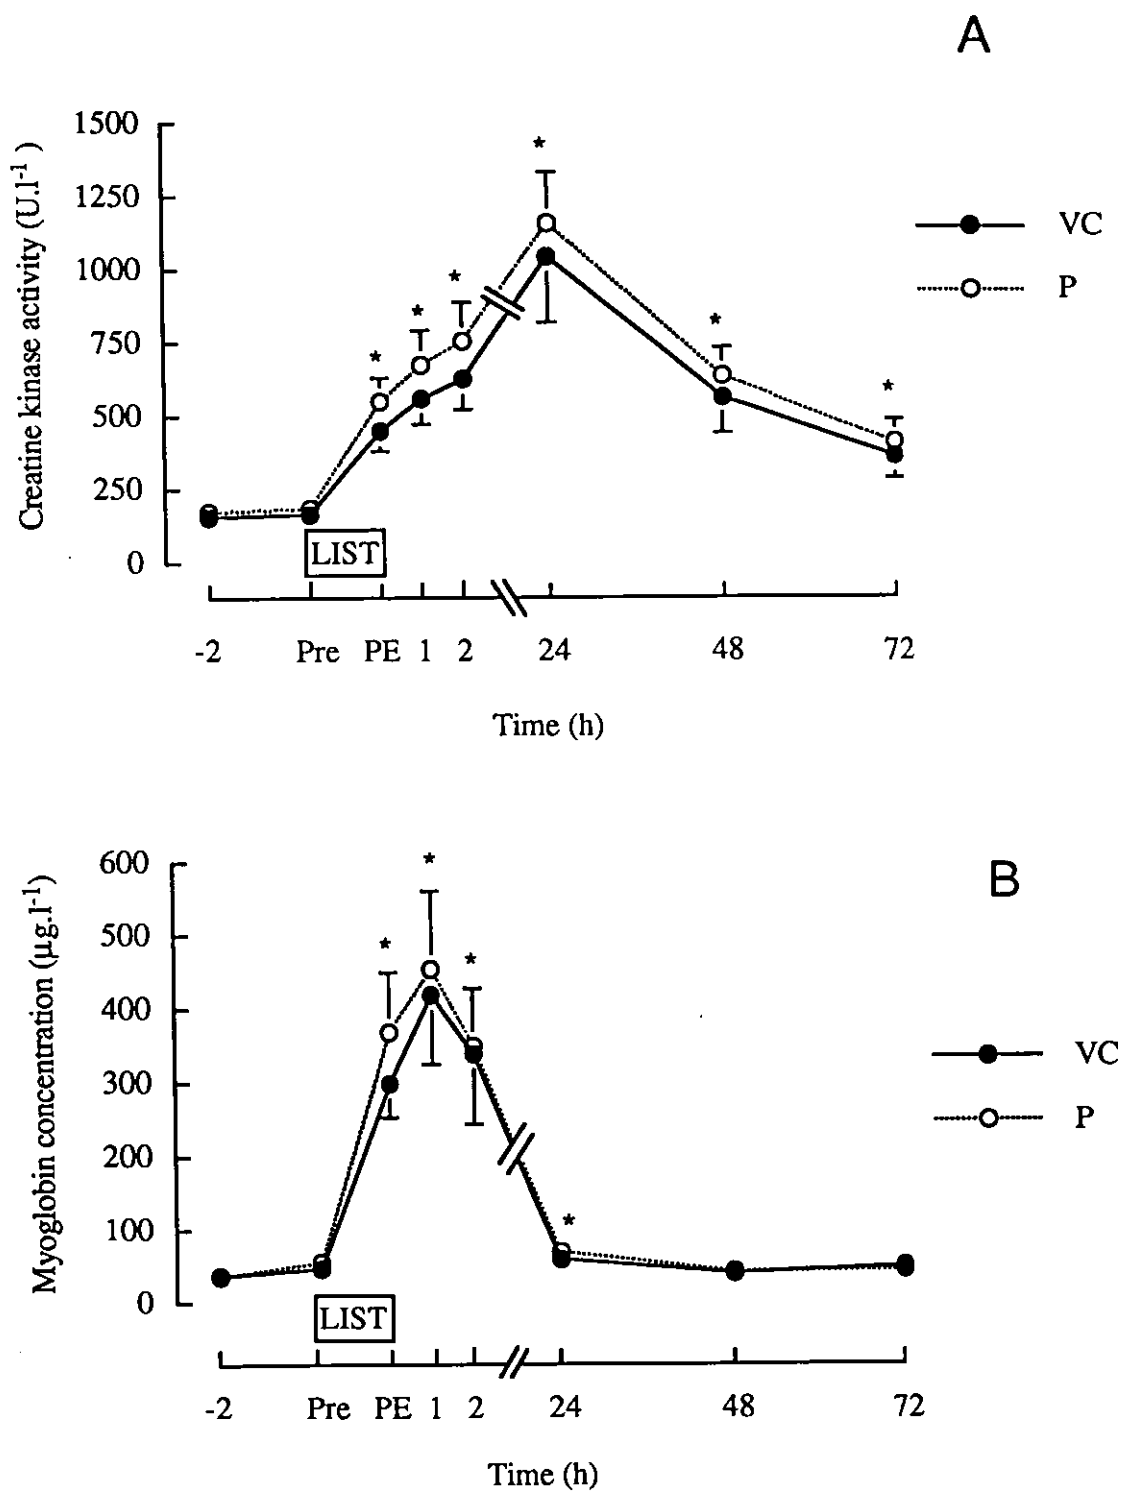 A
Creatine kinase activity (U.l⁻¹)
1500
1250
1000
750
500
250
0
* * * * * *
VC
P
LIST
-2 Pre PE 1 2 24 48 72
Time (h)
B
Myoglobin concentration (µg.l⁻¹)
600
500
400
300
200
100
0
* * * *
VC
P
LIST
-2 Pre PE 1 2 24 48 72
Time (h)